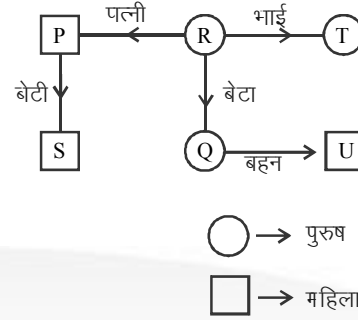 पत्नी भाई
P R T
बेटी बेटा
S Q U
बहन
पुरुष
महिला